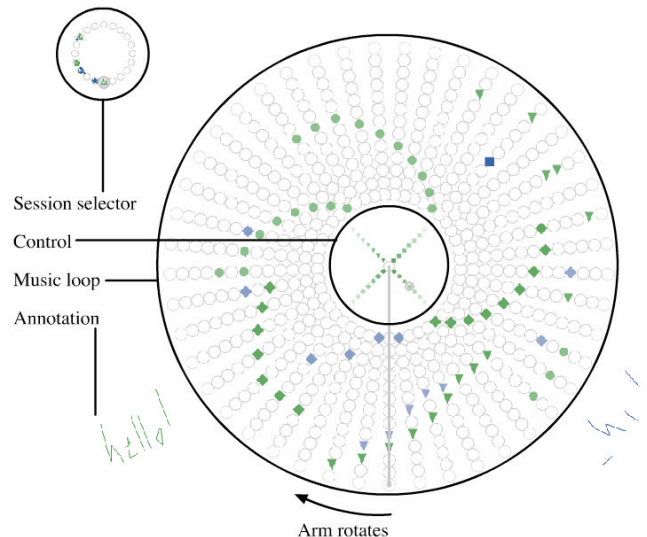 Session selector
Control
Music loop
Annotation
hello!
Arm rotates